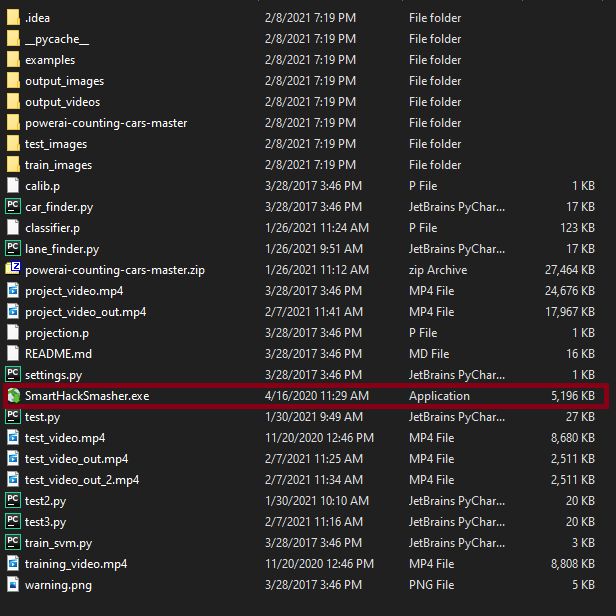 .idea 2/8/2021 7:19 PM File folder
__pycache__ 2/8/2021 7:19 PM File folder
examples 2/8/2021 7:19 PM File folder
output_images 2/8/2021 7:19 PM File folder
output_videos 2/8/2021 7:19 PM File folder
powerai-counting-cars-master 2/8/2021 7:19 PM File folder
test_images 2/8/2021 7:19 PM File folder
train_images 2/8/2021 7:19 PM File folder
calib.p 3/28/2017 3:46 PM P File 1 KB
PC car_finder.py 3/28/2017 3:46 PM JetBrains PyChar... 17 KB
classifier.p 1/26/2021 11:24 AM P File 123 KB
PC lane_finder.py 1/26/2021 9:51 AM JetBrains PyChar... 17 KB
Z powerai-counting-cars-master.zip 1/26/2021 11:12 AM zip Archive 27,464 KB
project_video.mp4 3/28/2017 3:46 PM MP4 File 24,676 KB
project_video_out.mp4 2/7/2021 11:41 AM MP4 File 17,967 KB
projection.p 3/28/2017 3:46 PM P File 1 KB
README.md 3/28/2017 3:46 PM MD File 16 KB
PC settings.py 3/28/2017 3:46 PM JetBrains PyChar... 1 KB
SmartHackSmasher.exe 4/16/2020 11:29 AM Application 5,196 KB
PC test.py 1/30/2021 9:49 AM JetBrains PyChar... 27 KB
test_video.mp4 11/20/2020 12:46 PM MP4 File 8,680 KB
test_video_out.mp4 2/7/2021 11:25 AM MP4 File 2,511 KB
test_video_out_2.mp4 2/7/2021 11:34 AM MP4 File 2,511 KB
PC test2.py 1/30/2021 10:10 AM JetBrains PyChar... 20 KB
PC test3.py 2/7/2021 11:16 AM JetBrains PyChar... 20 KB
PC train_svm.py 3/28/2017 3:46 PM JetBrains PyChar... 3 KB
training_video.mp4 11/20/2020 12:46 PM MP4 File 8,808 KB
warning.png 3/28/2017 3:46 PM PNG File 5 KB